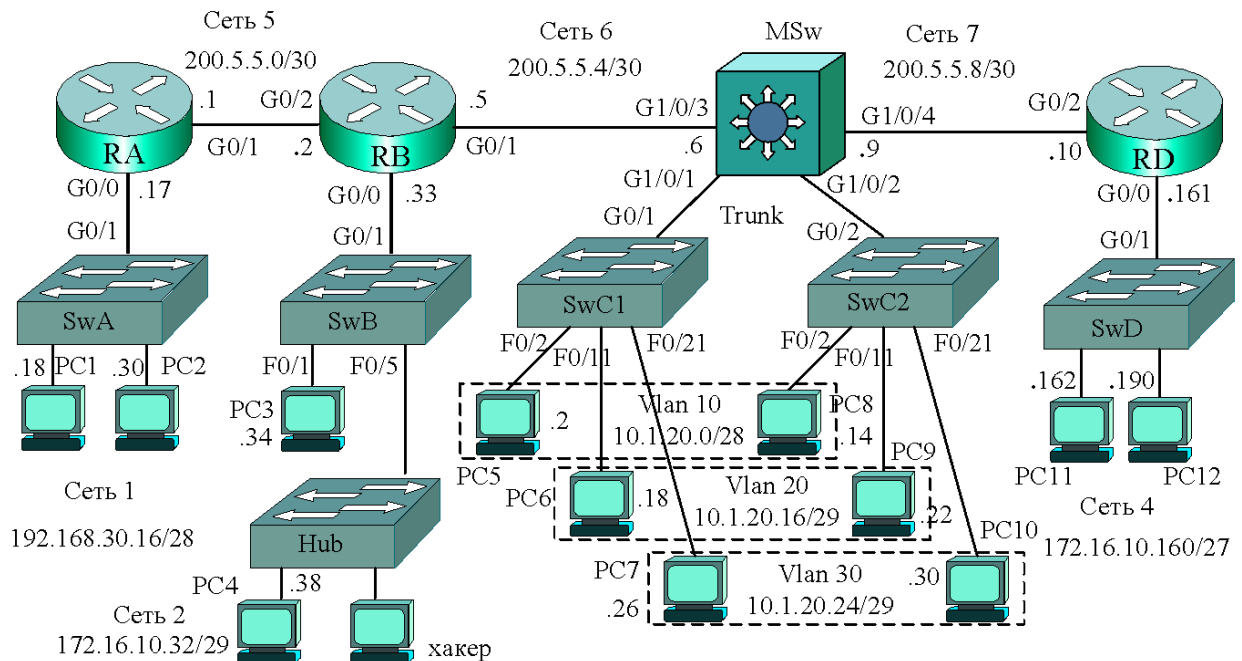 Сеть 5
200.5.5.0/30
Сеть 6
200.5.5.4/30
MSw
Сеть 7
200.5.5.8/30
.1
G0/2
.5
G1/0/3
G1/0/4
G0/2
RA
G0/1
.2
RB
G0/1
.6
.9
.10
RD
G0/0
.17
G0/0
.33
G1/0/1
G1/0/2
G0/0
.161
G0/1
G0/1
G0/1
Trunk
G0/2
G0/1
SwA
SwB
SwC1
SwC2
SwD
.18
PC1
.30
PC2
F0/1
F0/5
F0/2
F0/11
F0/21
F0/2
F0/11
F0/21
PC3
.34
.2
Vlan 10
10.1.20.0/28
PC8
.14
.162
.190
PC5
PC9
PC11
PC12
Сеть 1
192.168.30.16/28
PC6
.18
Vlan 20
10.1.20.16/29
.22
PC10
Сеть 4
172.16.10.160/27
Hub
PC7
.26
Vlan 30
10.1.20.24/29
.30
PC4
.38
Сеть 2
172.16.10.32/29
хакер